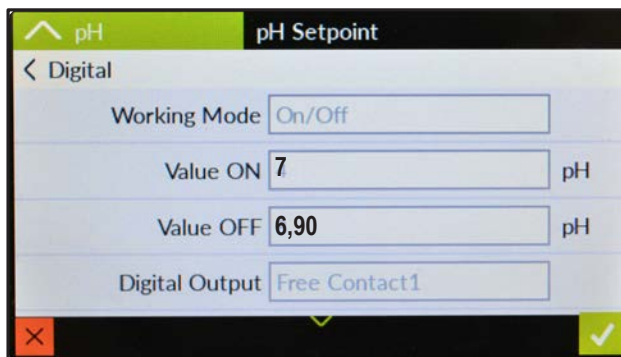 pH pH Setpoint
Digital
Working Mode On/Off
Value ON 7 pH
Value OFF 6,90 pH
Digital Output Free Contact1